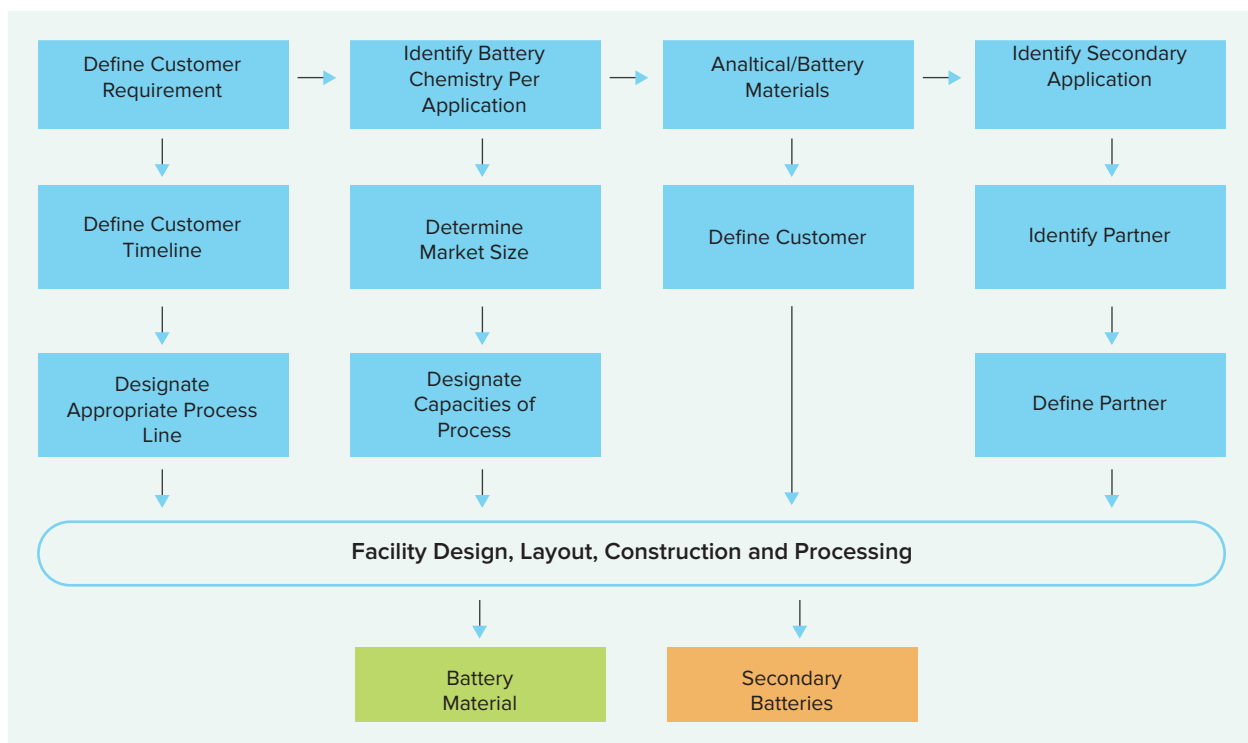 Define Customer
Requirement
Identify Battery
Chemistry Per
Application
Analtical/Battery
Materials
Identify Secondary
Application
Define Customer
Timeline
Determine
Market Size
Define Customer
Identify Partner
Designate
Appropriate Process
Line
Designate
Capacities of
Process
Define Partner
Facility Design, Layout, Construction and Processing
Battery
Material
Secondary
Batteries